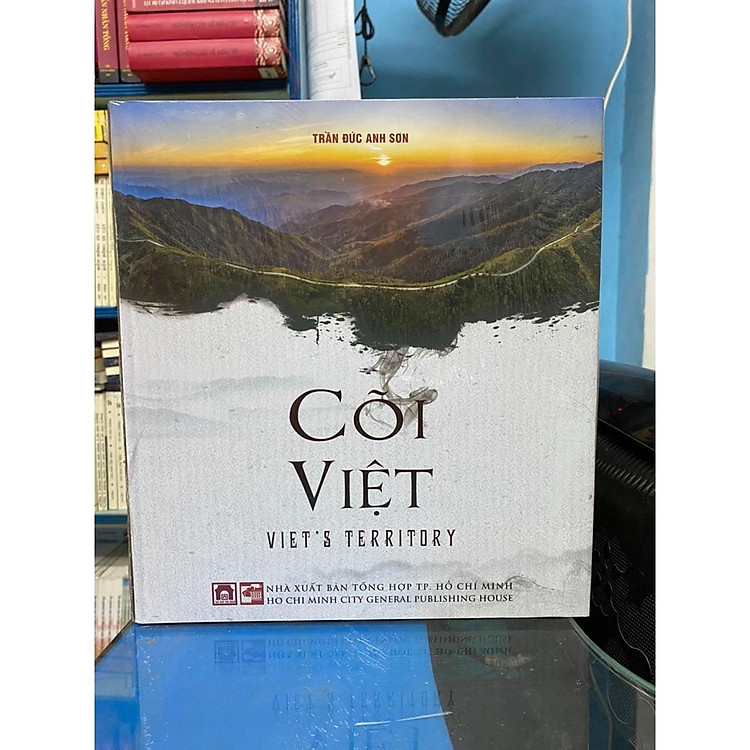 TRẦN ĐỨC ANH SƠN
CÕI
VIỆT
VIET'S TERRITORY
NHÀ XUẤT BẢN TỔNG HỢP TP. HỒ CHÍ MINH
HO CHI MINH CITY GENERAL PUBLISHING HOUSE